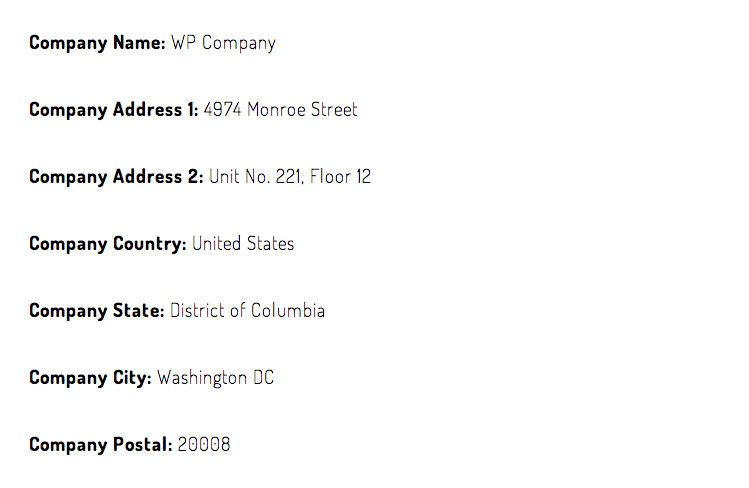 Company Name: WP Company
Company Address 1: 4974 Monroe Street
Company Address 2: Unit No. 221, Floor 12
Company Country: United States
Company State: District of Columbia
Company City: Washington DC
Company Postal: 20008